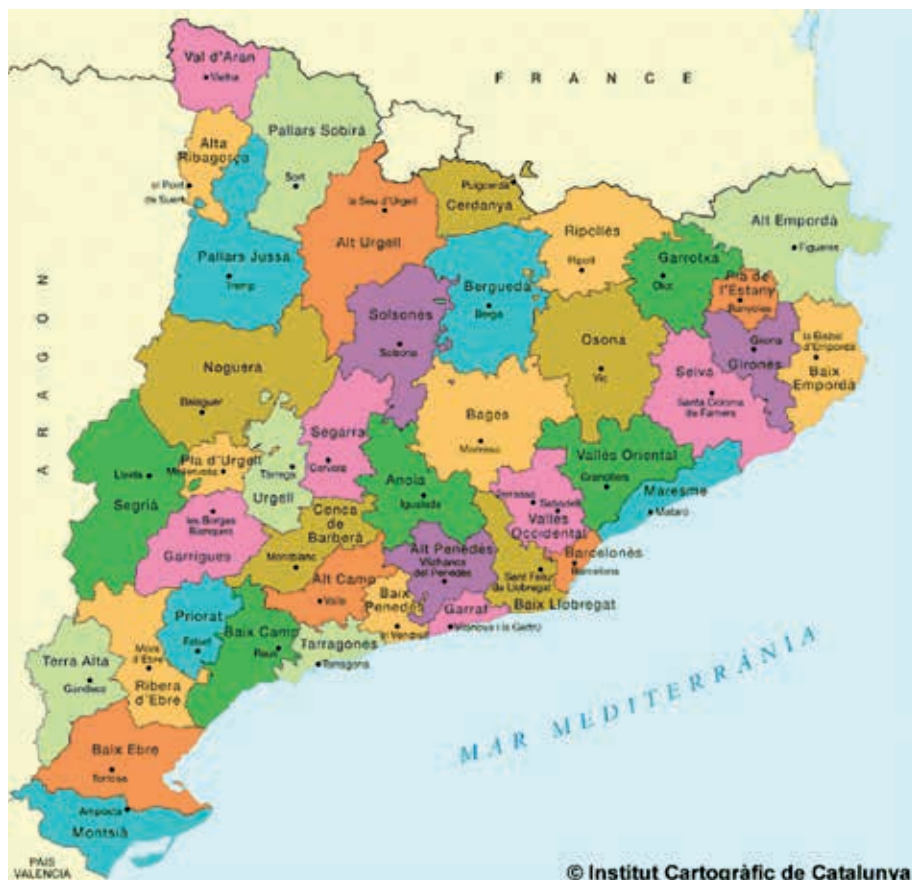 Val d'Aran
Vielha
FRANCE
Pallars Sobirà
Sort
Alta
Ribagorça
el Pont
de Suert
Puigcerdà
Cerdanya
la Seu d'Urgell
Alt Urgell
Ripollès
Ripoll
Garrotxa
Olot
Alt Empordà
Figueres
Pla de
l'Estany
Banyoles
Pallars Jussà
Tremp
ARAGON
Solsonès
Solsona
Berguedà
Berga
Osona
Vic
Girona
Gironès
la Bisbal
d'Empordà
Baix
Empordà
Selva
Santa Coloma
de Farners
Noguera
Balaguer
Bages
Manresa
Segarra
Cervera
Pla d'Urgell
Mollerussa
Tàrrega
Urgell
Lleida
Segrià
Anoia
Igualada
Vallès Oriental
Granollers
Maresme
Mataró
Terrassa
Sabadell
Vallès
Occidental
les Borges
Blanques
Garrigues
Conca
de
Barberà
Montblanc
Alt Penedès
Vilafranca
del Penedès
Sant Feliu
de Llobregat
Baix Llobregat
Barcelonès
Barcelona
Alt Camp
Valls
Baix
Penedès
el Vendrell
Garraf
Vilanova i la Geltrú
Priorat
Falset
Baix Camp
Reus
Tarragonès
Tarragona
Terra Alta
Gandesa
Móra
d'Ebre
Ribera
d'Ebre
MAR MEDITERRÀNIA
Baix Ebre
Tortosa
Amposta
Montsià
PAÍS
VALENCIÀ
© Institut Cartogràfic de Catalunya